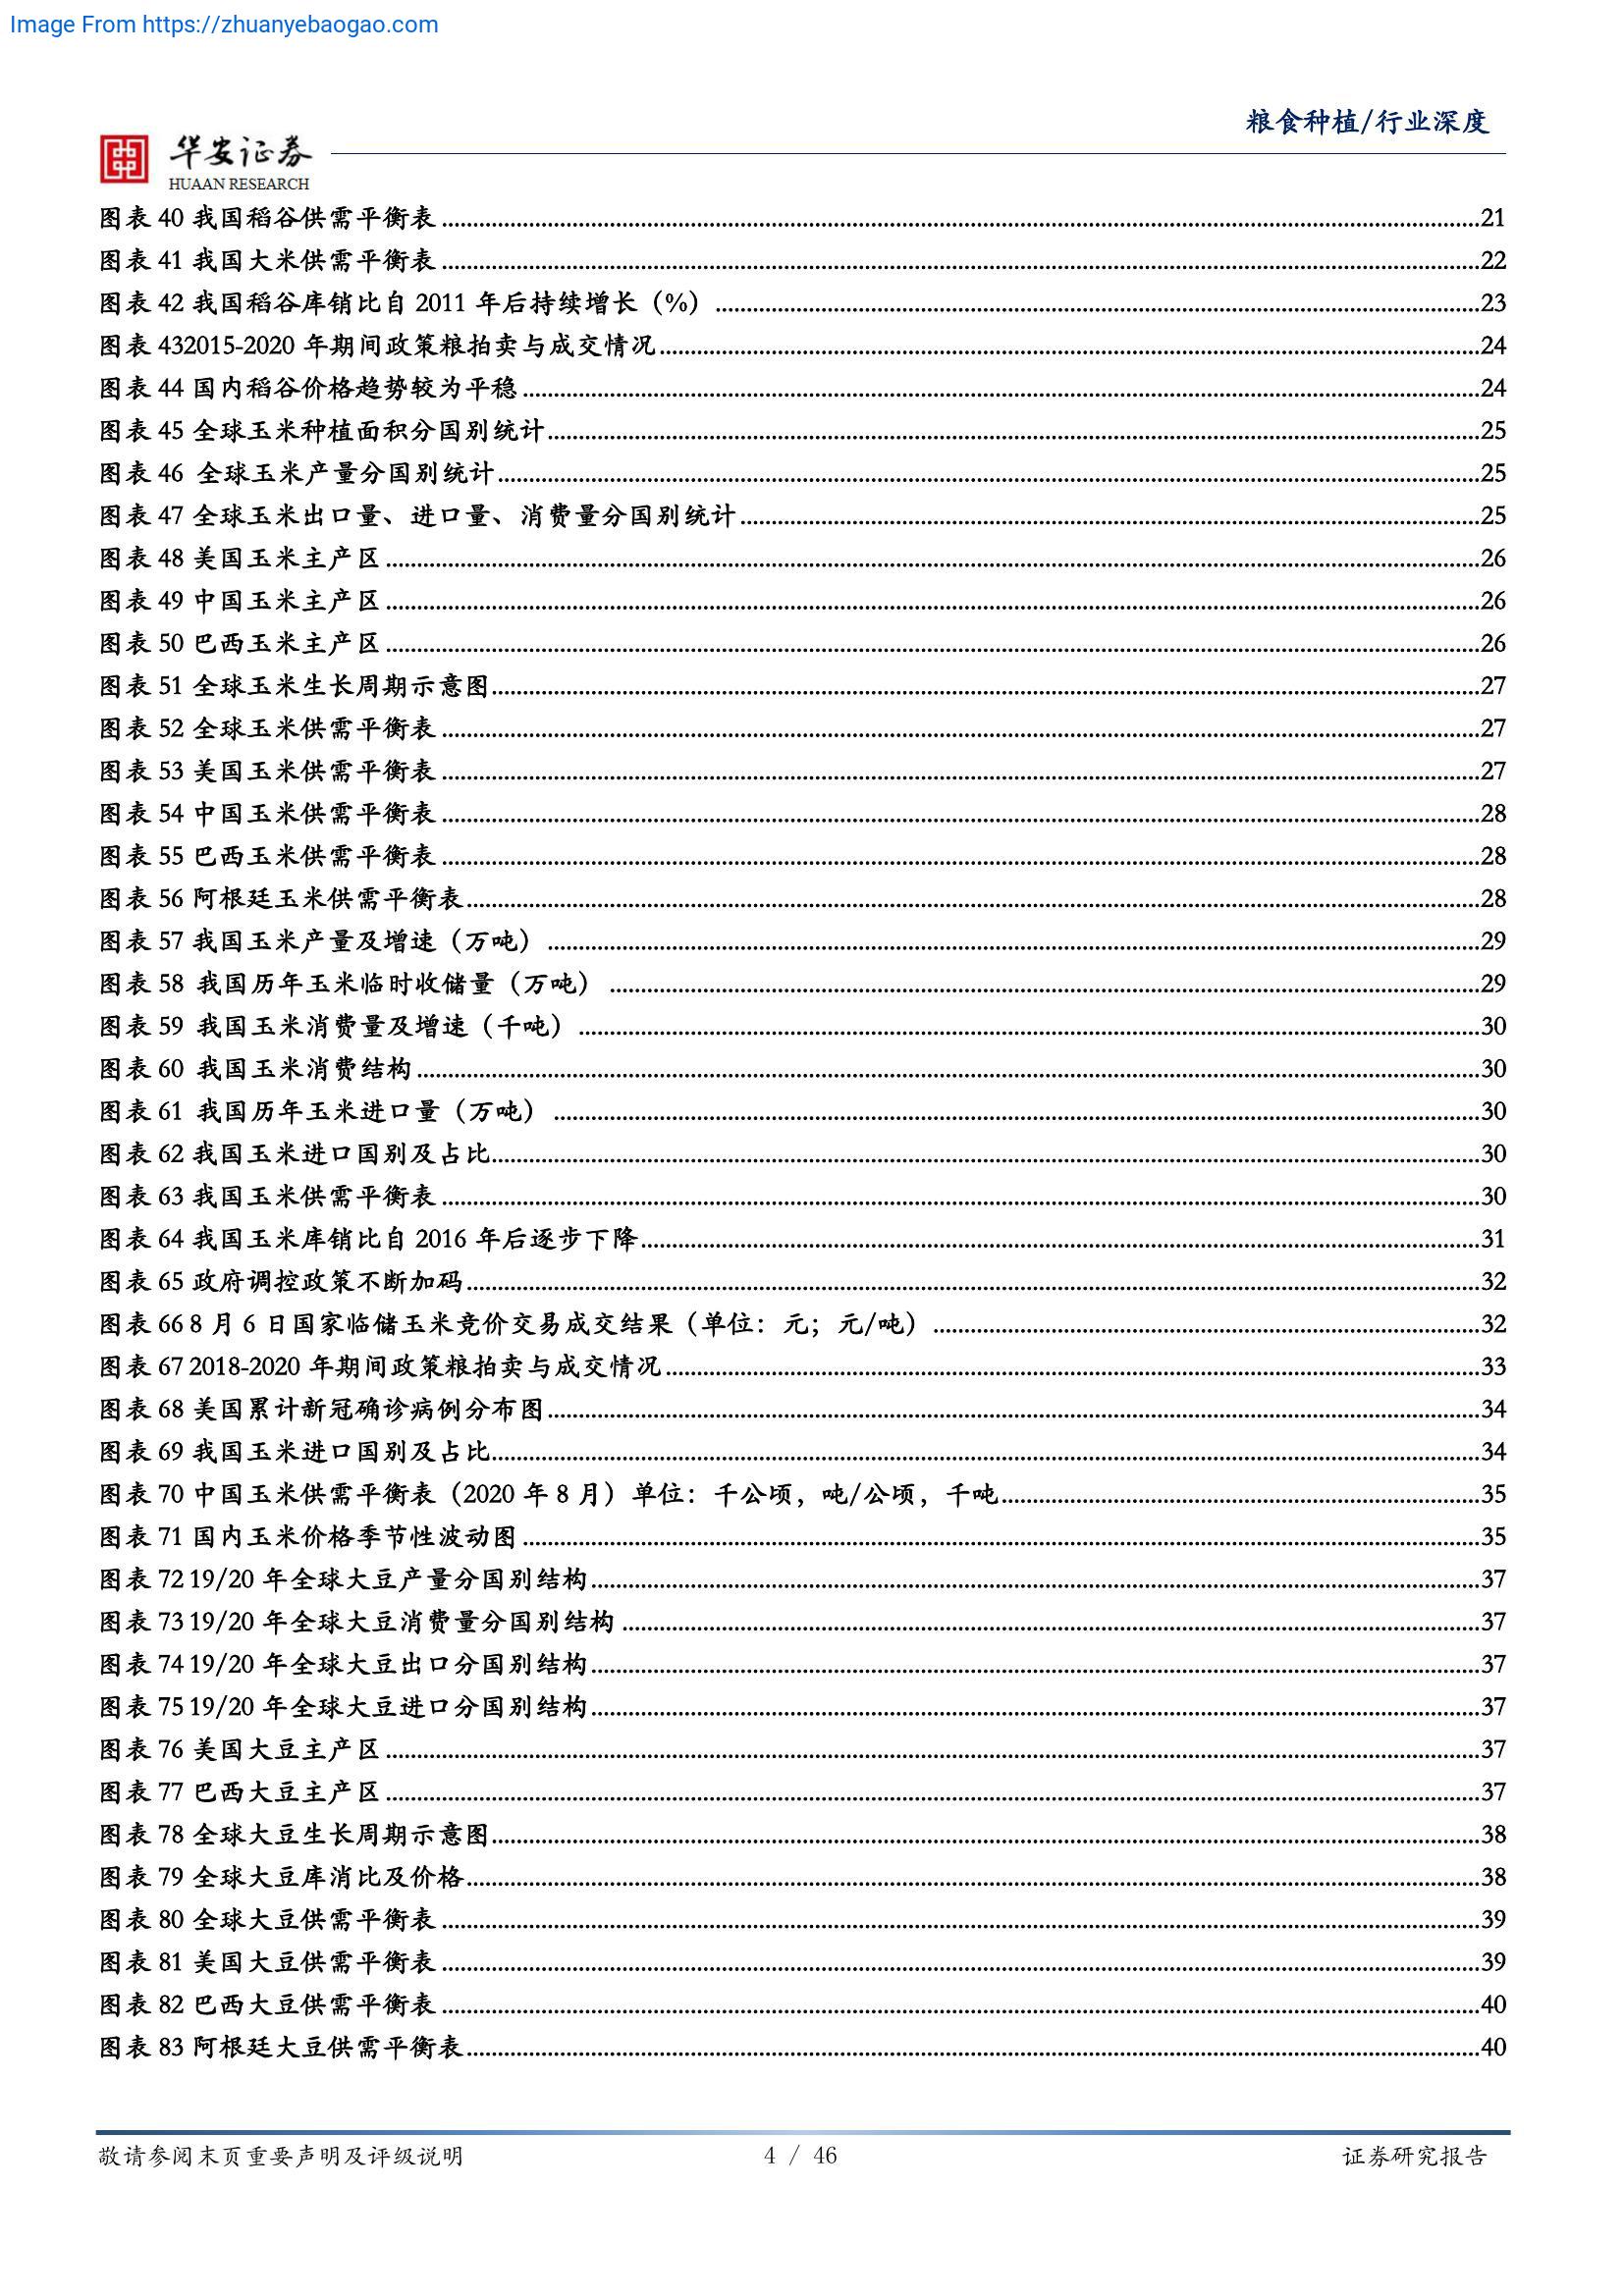 Image From https://zhuanyebaogao.com
粮食种植/行业深度
华安证券
HUAAN RESEARCH
图表 40 我国稻谷供需平衡表 21
图表 41 我国大米供需平衡表 22
图表 42 我国稻谷库销比自 2011 年后持续增长（%） 23
图表 432015-2020 年期间政策粮拍卖与成交情况 24
图表 44 国内稻谷价格趋势较为平稳 24
图表 45 全球玉米种植面积分国别统计 25
图表 46 全球玉米产量分国别统计 25
图表 47 全球玉米出口量、进口量、消费量分国别统计 25
图表 48 美国玉米主产区 26
图表 49 中国玉米主产区 26
图表 50 巴西玉米主产区 26
图表 51 全球玉米生长周期示意图 27
图表 52 全球玉米供需平衡表 27
图表 53 美国玉米供需平衡表 27
图表 54 中国玉米供需平衡表 28
图表 55 巴西玉米供需平衡表 28
图表 56 阿根廷玉米供需平衡表 28
图表 57 我国玉米产量及增速（万吨） 29
图表 58 我国历年玉米临时收储量（万吨） 29
图表 59 我国玉米消费量及增速（千吨） 30
图表 60 我国玉米消费结构 30
图表 61 我国历年玉米进口量（万吨） 30
图表 62 我国玉米进口国别及占比 30
图表 63 我国玉米供需平衡表 30
图表 64 我国玉米库销比自 2016 年后逐步下降 31
图表 65 政府调控政策不断加码 32
图表 66 8 月 6 日国家临储玉米竞价交易成交结果（单位：元；元/吨） 32
图表 67 2018-2020 年期间政策粮拍卖与成交情况 33
图表 68 美国累计新冠确诊病例分布图 34
图表 69 我国玉米进口国别及占比 34
图表 70 中国玉米供需平衡表（2020 年 8 月）单位：千公顷，吨/公顷，千吨 35
图表 71 国内玉米价格季节性波动图 35
图表 72 19/20 年全球大豆产量分国别结构 37
图表 73 19/20 年全球大豆消费量分国别结构 37
图表 74 19/20 年全球大豆出口分国别结构 37
图表 75 19/20 年全球大豆进口分国别结构 37
图表 76 美国大豆主产区 37
图表 77 巴西大豆主产区 37
图表 78 全球大豆生长周期示意图 38
图表 79 全球大豆库消比及价格 38
图表 80 全球大豆供需平衡表 39
图表 81 美国大豆供需平衡表 39
图表 82 巴西大豆供需平衡表 40
图表 83 阿根廷大豆供需平衡表 40
敬请参阅末页重要声明及评级说明 4 / 46 证券研究报告